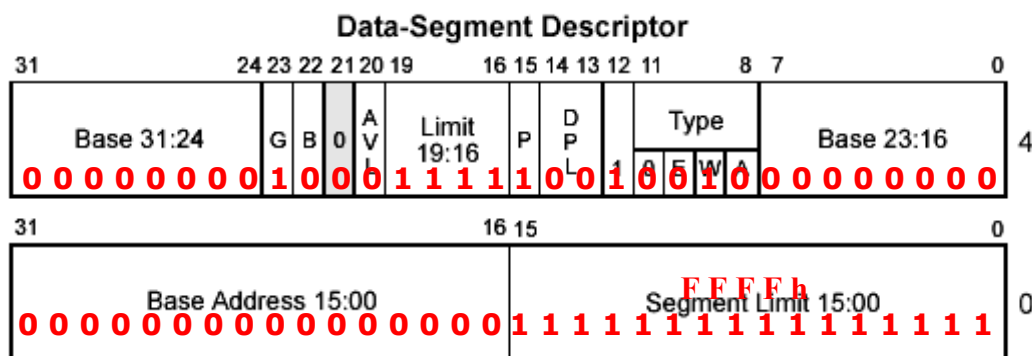 Data-Segment Descriptor
31 24 23 22 21 20 19 16 15 14 13 12 11 8 7 0
Base 31:24 G B 0 AVL Limit 19:16 P DPL 1 Type 0 E W A Base 23:16 4
0 0 0 0 0 0 0 0 1 0 0 0 1 1 1 1 1 0 0 1 0 0 1 0 0 0 0 0 0 0 0 0
31 16 15 0
F F F F h
Base Address 15:00 Segment Limit 15:00 0
0 0 0 0 0 0 0 0 0 0 0 0 0 0 0 0 1 1 1 1 1 1 1 1 1 1 1 1 1 1 1 1